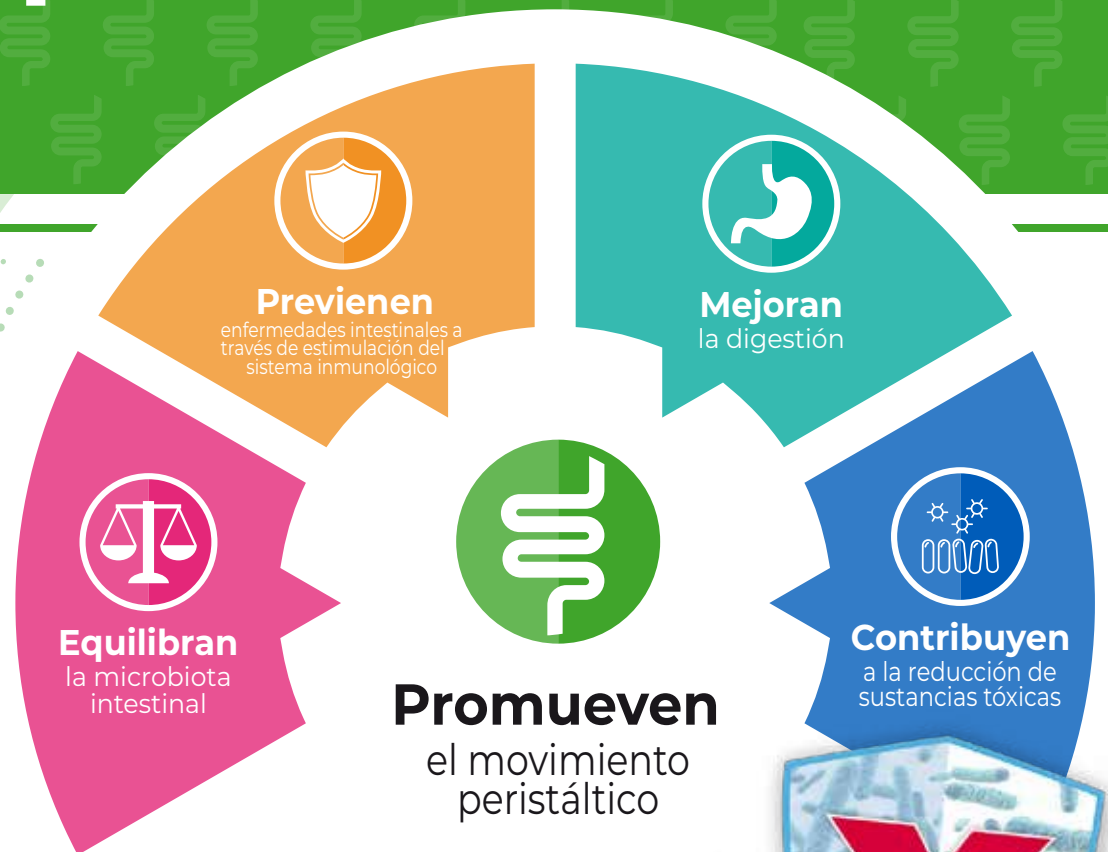 Previenen
enfermedades intestinales a
través de estimulación del
sistema inmunológico
Mejoran
la digestión
Equilibran
la microbiota
intestinal
Contribuyen
a la reducción de
sustancias tóxicas
Promueven
el movimiento
peristáltico